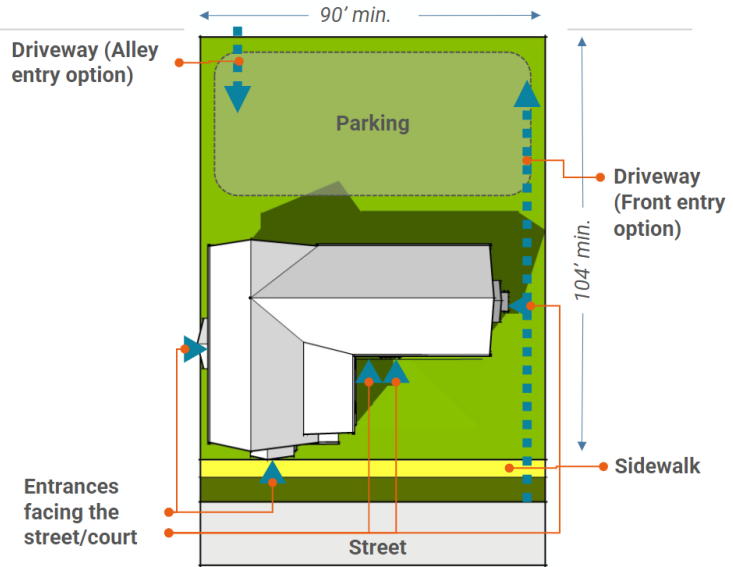 90’ min.
Driveway (Alley
entry option)
Parking
Driveway
(Front entry
option)
104’ min.
Sidewalk
Entrances
facing the
street/court
Street